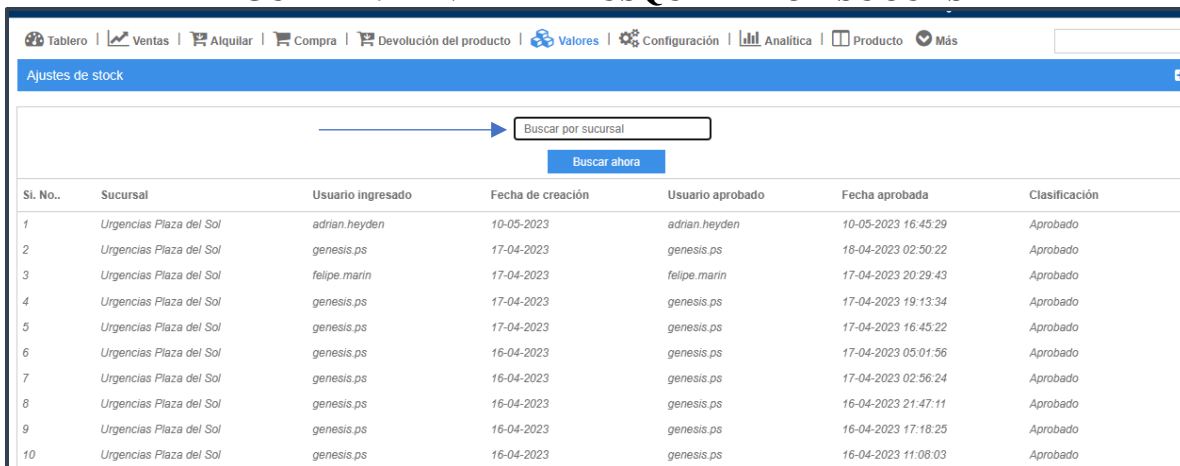 Tablero | Ventas | Alquilar | Compra | Devolución del producto | Valores | Configuración | Analítica | Producto Más
Ajustes de stock
Buscar por sucursal
Buscar ahora
Si. No.. Sucursal Usuario ingresado Fecha de creación Usuario aprobado Fecha aprobada Clasificación
1 Urgencias Plaza del Sol adrian.heyden 10-05-2023 adrian.heyden 10-05-2023 16:45:29 Aprobado
2 Urgencias Plaza del Sol genesis.ps 17-04-2023 genesis.ps 18-04-2023 02:50:22 Aprobado
3 Urgencias Plaza del Sol felipe.marin 17-04-2023 felipe.marin 17-04-2023 20:29:43 Aprobado
4 Urgencias Plaza del Sol genesis.ps 17-04-2023 genesis.ps 17-04-2023 19:13:34 Aprobado
5 Urgencias Plaza del Sol genesis.ps 17-04-2023 genesis.ps 17-04-2023 16:45:22 Aprobado
6 Urgencias Plaza del Sol genesis.ps 16-04-2023 genesis.ps 17-04-2023 05:01:56 Aprobado
7 Urgencias Plaza del Sol genesis.ps 16-04-2023 genesis.ps 17-04-2023 02:56:24 Aprobado
8 Urgencias Plaza del Sol genesis.ps 16-04-2023 genesis.ps 16-04-2023 21:47:11 Aprobado
9 Urgencias Plaza del Sol genesis.ps 16-04-2023 genesis.ps 16-04-2023 17:18:25 Aprobado
10 Urgencias Plaza del Sol genesis.ps 16-04-2023 genesis.ps 16-04-2023 11:08:03 Aprobado